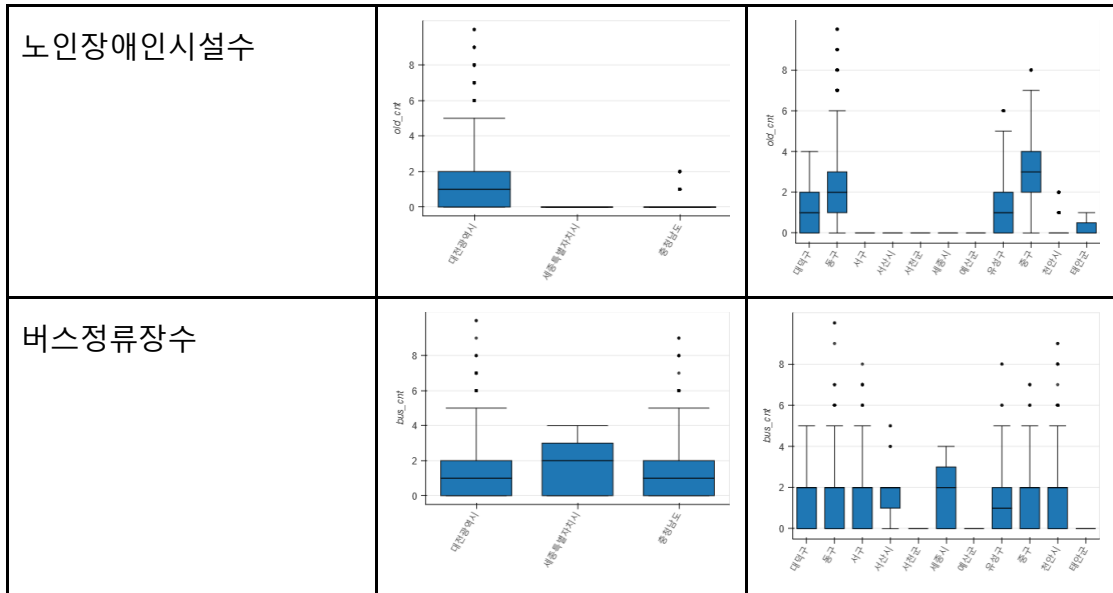 노인장애인시설수
old_cnt
8
6
4
2
0
대전광역시
세종특별자치시
충청남도
old_cnt
8
6
4
2
0
대덕구
동구
서구
서산시
서천군
세종시
예산군
유성구
중구
천안시
태안군
버스정류장수
bus_cnt
8
6
4
2
0
대전광역시
세종특별자치시
충청남도
bus_cnt
8
6
4
2
0
대덕구
동구
서구
서산시
서천군
세종시
예산군
유성구
중구
천안시
태안군